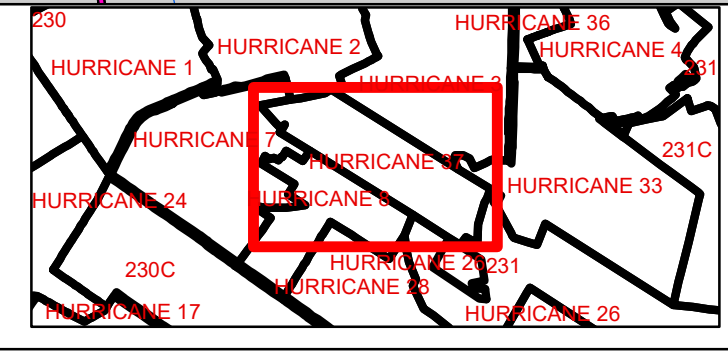 230
HURRICANE 36
HURRICANE 2
HURRICANE 4
HURRICANE 1
231
HURRICANE 3
HURRICANE 7
231C
HURRICANE 37
HURRICANE 33
HURRICANE 24
HURRICANE 8
HURRICANE 26
231
230C
HURRICANE 28
HURRICANE 17
HURRICANE 26